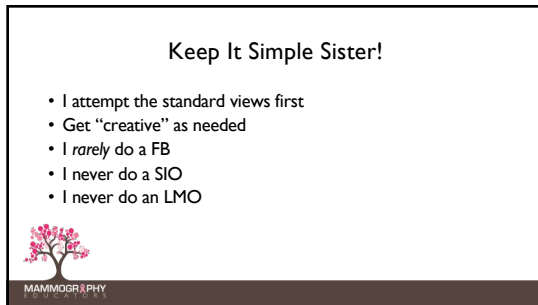 Keep It Simple Sister!
• I attempt the standard views first
• Get “creative” as needed
• I rarely do a FB
• I never do a SIO
• I never do an LMO
MAMMOGRAPHY
EDUCATORS